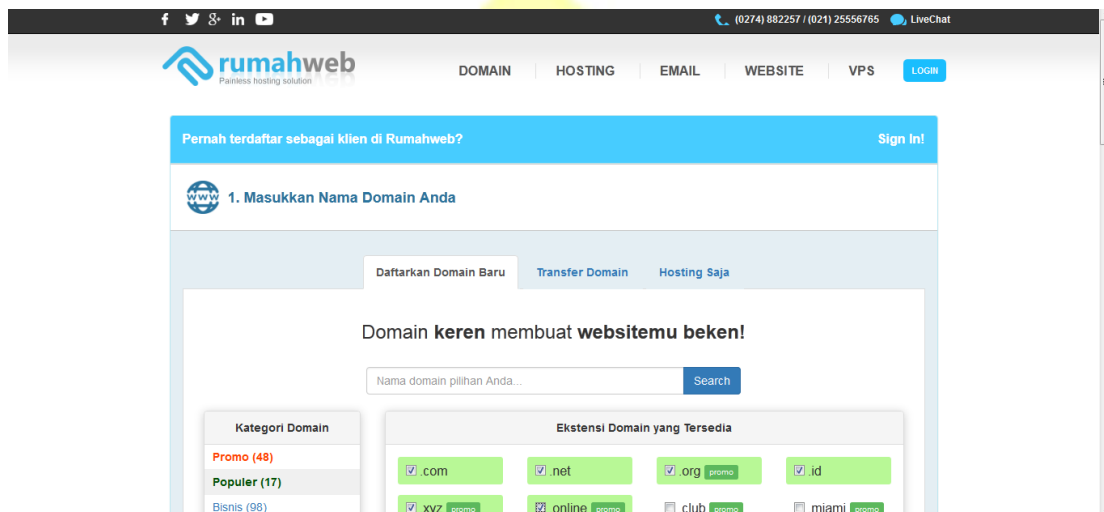 (0274) 882257 / (021) 25556765 LiveChat
rumahweb
Painless hosting solution
DOMAIN HOSTING EMAIL WEBSITE VPS LOGIN
Pernah terdaftar sebagai klien di Rumahweb? Sign In!
WWW
1. Masukkan Nama Domain Anda
Daftarkan Domain Baru Transfer Domain Hosting Saja
Domain keren membuat websitemu beken!
Nama domain pilihan Anda... Search
Kategori Domain
Ekstensi Domain yang Tersedia
Promo (48)
Populer (17)
Bisnis (98)
.com .net .org promo .id
.xyz promo .online promo .club promo .miami promo